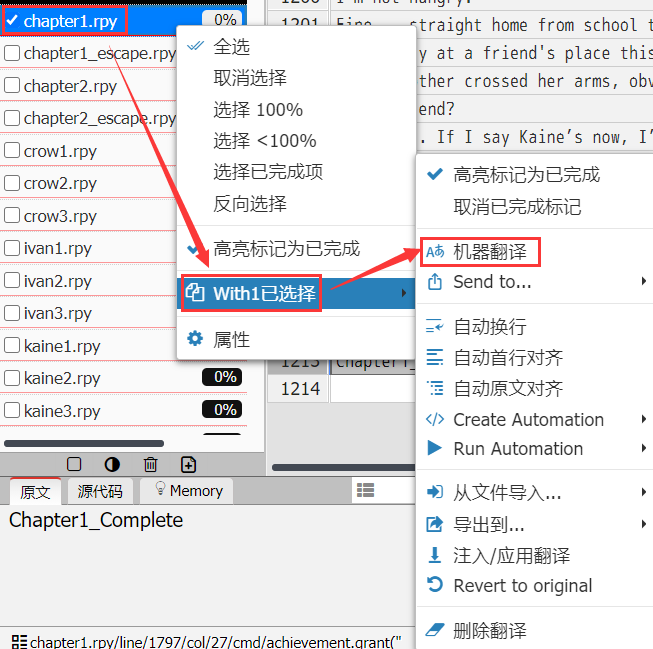 chapter1.rpy
0%
chapter1_escape.rpy
chapter2.rpy
chapter2_escape.rpy
crow1.rpy
crow2.rpy
crow3.rpy
ivan1.rpy
ivan2.rpy
ivan3.rpy
kaine1.rpy
kaine2.rpy
0%
kaine3.rpy
0%
全选
取消选择
选择 100%
选择 <100%
选择已完成项
反向选择
高亮标记为已完成
With1已选择
属性
straight home from school t
y at a friend's place this
ther crossed her arms, obv
end?
. If I say Kaine's now, I'
高亮标记为已完成
取消已完成标记
机器翻译
Send to...
自动换行
自动首行对齐
自动原文对齐
Create Automation
Run Automation
从文件导入...
导出到...
注入/应用翻译
Revert to original
删除翻译
1213
Chapter1_
1214
原文
源代码
Memory
Chapter1_Complete
chapter1.rpy/line/1797/col/27/cmd/achievement.grant("